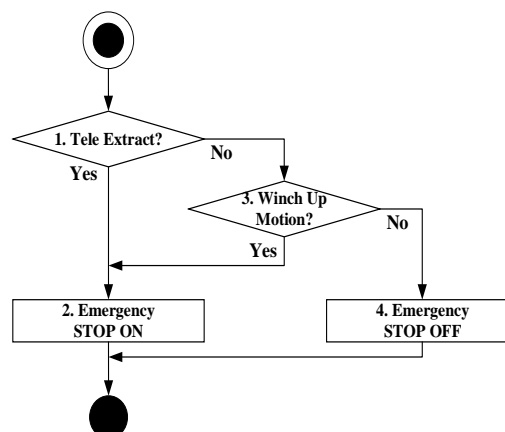 1. Tele Extract?
No
Yes
3. Winch Up
Motion?
No
Yes
2. Emergency
STOP ON
4. Emergency
STOP OFF